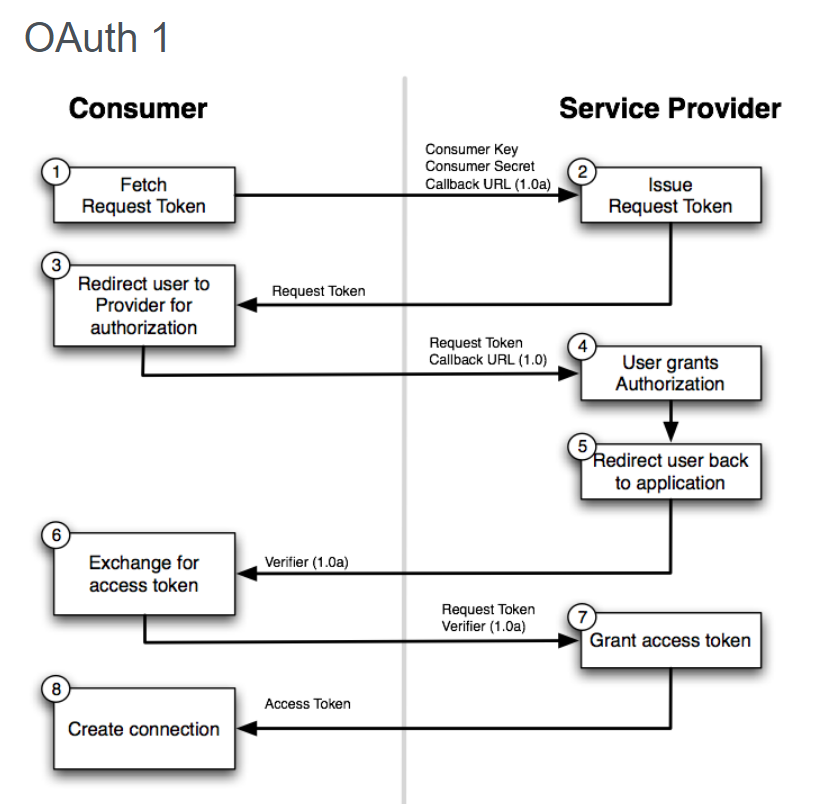 OAuth 1
Consumer
Service Provider
1
Fetch
Request Token
Consumer Key
Consumer Secret
Callback URL (1.0a)
2
Issue
Request Token
3
Redirect user to
Provider for
authorization
Request Token
Request Token
Callback URL (1.0)
4
User grants
Authorization
5
Redirect user back
to application
6
Exchange for
access token
Verifier (1.0a)
Request Token
Verifier (1.0a)
7
Grant access token
8
Create connection
Access Token